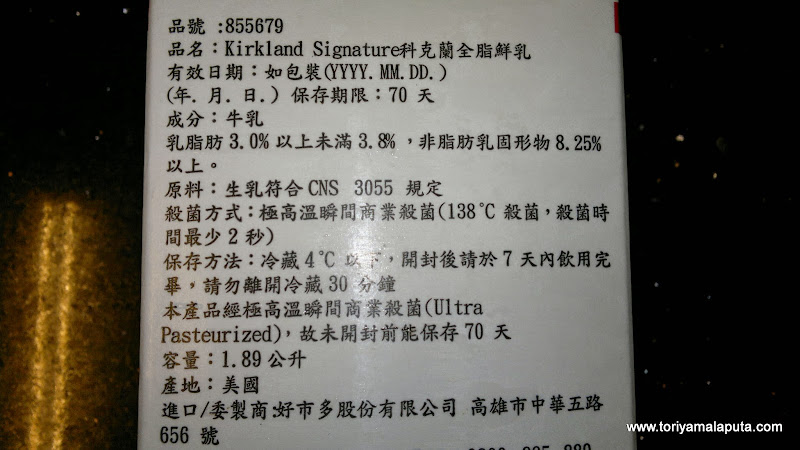 品號 :855679
品名：Kirkland Signature科克蘭全脂鮮乳
有效日期：如包裝(YYYY. MM. DD. )
(年. 月. 日. ) 保存期限：70 天
成分：牛乳
乳脂肪 3.0% 以上未滿 3.8% ，非脂肪乳固形物 8.25%
以上。
原料：生乳符合 CNS 3055 規定
殺菌方式：極高溫瞬間商業殺菌(138℃ 殺菌，殺菌時
間最少 2 秒)
保存方法：冷藏 4℃ 以下，開封後請於 7 天內飲用完
畢，請勿離開冷藏 30 分鐘
本產品經極高溫瞬間商業殺菌(Ultra
Pasteurized)，故未開封前能保存 70 天
容量：1.89 公升
產地：美國
進口/委製商:好市多股份有限公司 高雄市中華五路
656 號
www.toriyamalaputa.com